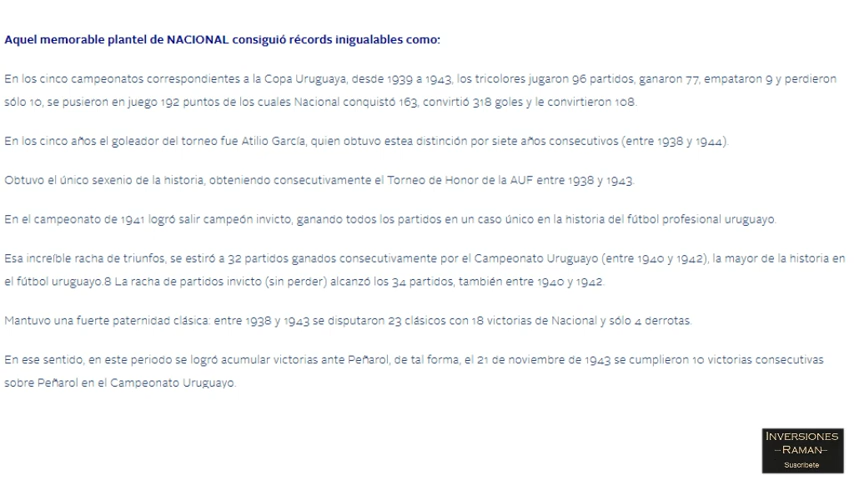 Aquel memorable plantel de NACIONAL consiguió récords inigualables como:
En los cinco campeonatos correspondientes a la Copa Uruguaya, desde 1939 a 1943, los tricolores jugaron 96 partidos, ganaron 77, empataron 9 y perdieron
sólo 10, se pusieron en juego 192 puntos de los cuales Nacional conquistó 163, convirtió 318 goles y le convirtieron 108.
En los cinco años el goleador del torneo fue Atilio García, quien obtuvo estea distinción por siete años consecutivos (entre 1938 y 1944).
Obtuvo el único sexenio de la historia, obteniendo consecutivamente el Torneo de Honor de la AUF entre 1938 y 1943.
En el campeonato de 1941 logró salir campeón invicto, ganando todos los partidos en un caso único en la historia del fútbol profesional uruguayo.
Esa increíble racha de triunfos, se estiró a 32 partidos ganados consecutivamente por el Campeonato Uruguayo (entre 1940 y 1942), la mayor de la historia en
el fútbol uruguayo.8 La racha de partidos invicto (sin perder) alcanzó los 34 partidos, también entre 1940 y 1942.
Mantuvo una fuerte paternidad clásica: entre 1938 y 1943 se disputaron 23 clásicos con 18 victorias de Nacional y sólo 4 derrotas.
En ese sentido, en este periodo se logró acumular victorias ante Peñarol, de tal forma, el 21 de noviembre de 1943 se cumplieron 10 victorias consecutivas
sobre Peñarol en el Campeonato Uruguayo.
INVERSIONES
--RAMAN--
Suscribete